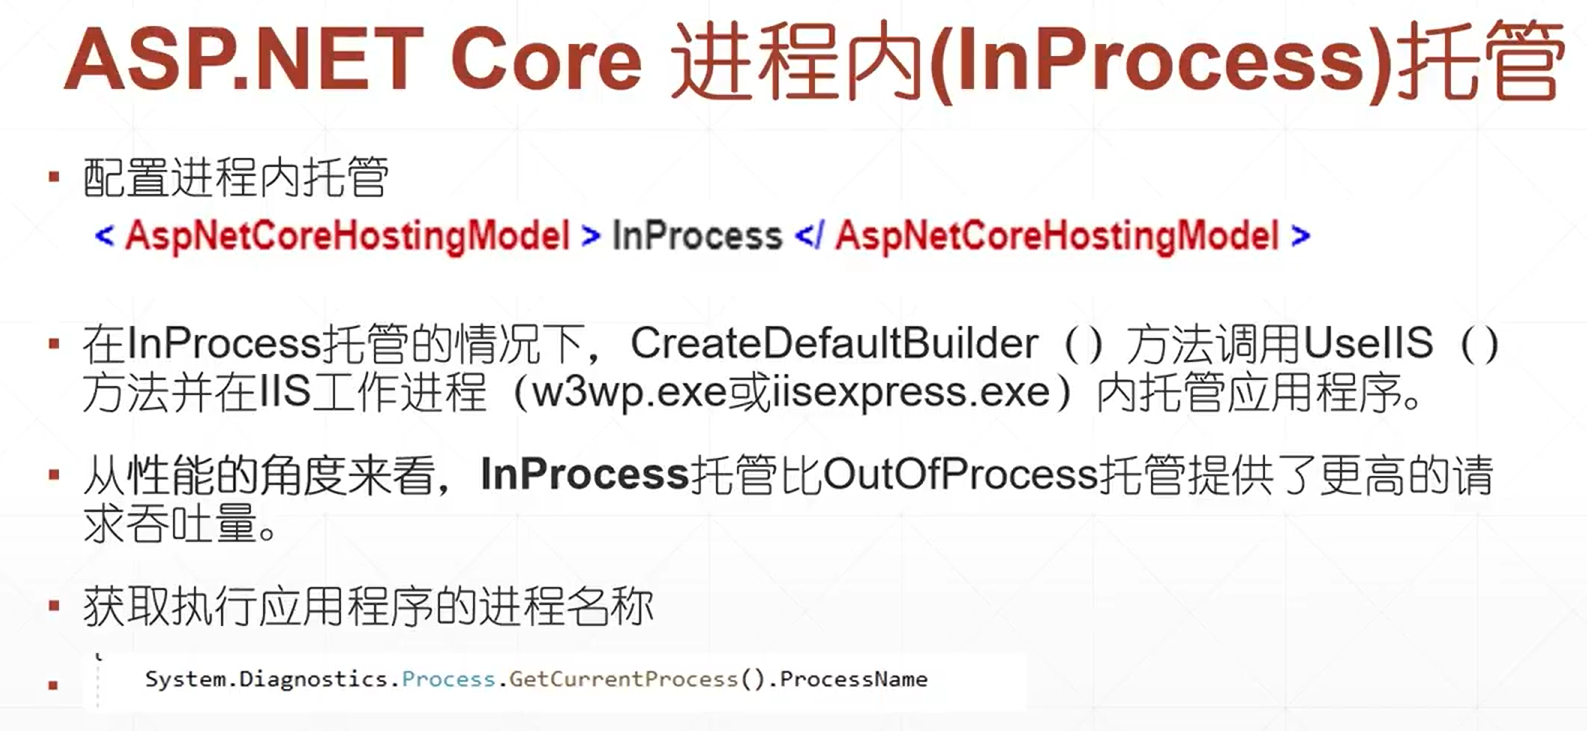 ASP.NET Core 进程内(InProcess)托管
▪ 配置进程内托管
< AspNetCoreHostingModel > InProcess </ AspNetCoreHostingModel >
▪ 在InProcess托管的情况下，CreateDefaultBuilder（）方法调用UseIIS（）
方法并在IIS工作进程（w3wp.exe或iisexpress.exe）内托管应用程序。
▪ 从性能的角度来看，InProcess托管比OutOfProcess托管提供了更高的请
求吞吐量。
▪ 获取执行应用程序的进程名称
▪ System.Diagnostics.Process.GetCurrentProcess().ProcessName